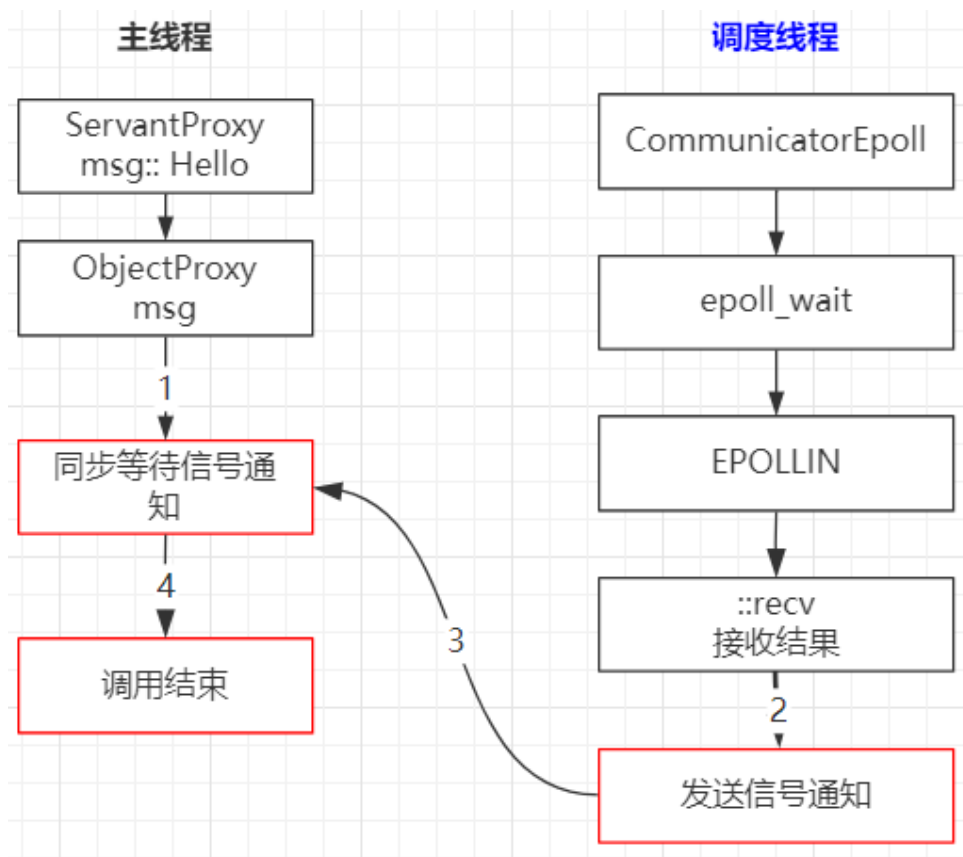 主线程
ServantProxy
msg:: Hello
ObjectProxy
msg
1
同步等待信号通
知
4
调用结束
3
调度线程
CommunicatorEpoll
epoll_wait
EPOLLIN
::recv
接收结果
2
发送信号通知